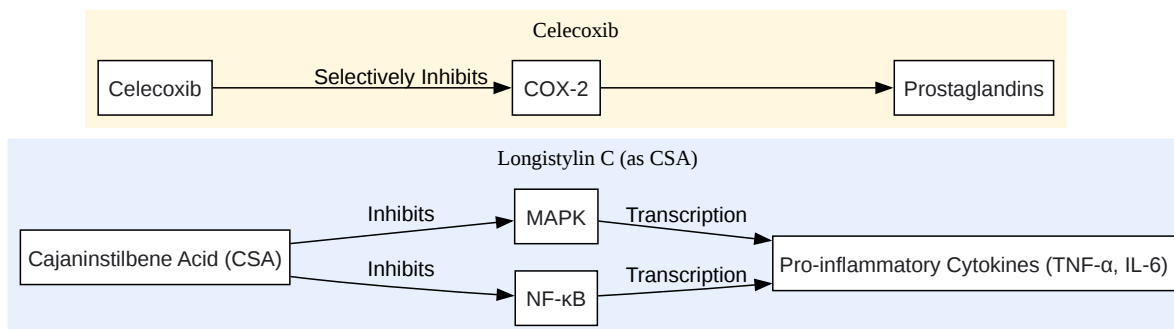 Celecoxib
Celecoxib
Selectively Inhibits
COX-2
Prostaglandins
Longistylin C (as CSA)
Cajaninstilbene Acid (CSA)
Inhibits
MAPK
Transcription
Inhibits
NF-κB
Transcription
Pro-inflammatory Cytokines (TNF-α, IL-6)